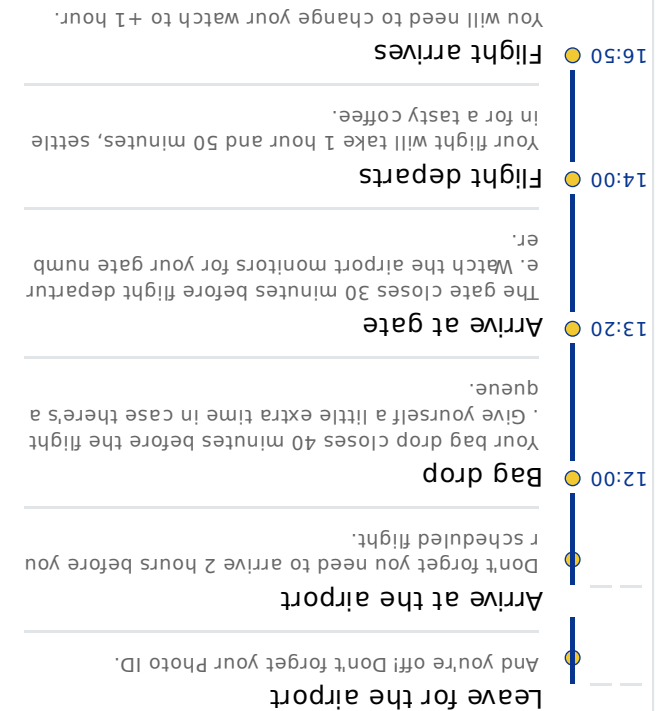 Leave for the airport
And you're off! Don't forget your Photo ID.
Arrive at the airport
Don't forget you need to arrive 2 hours before you
r scheduled flight.
12:00 Bag drop
Your bag drop closes 40 minutes before the flight
. Give yourself a little extra time in case there's a
queue.
13:20 Arrive at gate
The gate closes 30 minutes before flight departur
e. Watch the airport monitors for your gate numb
er.
14:00 Flight departs
Your flight will take 1 hour and 50 minutes, settle
in for a tasty coffee.
16:50 Flight arrives
You will need to change your watch to +1 hour.